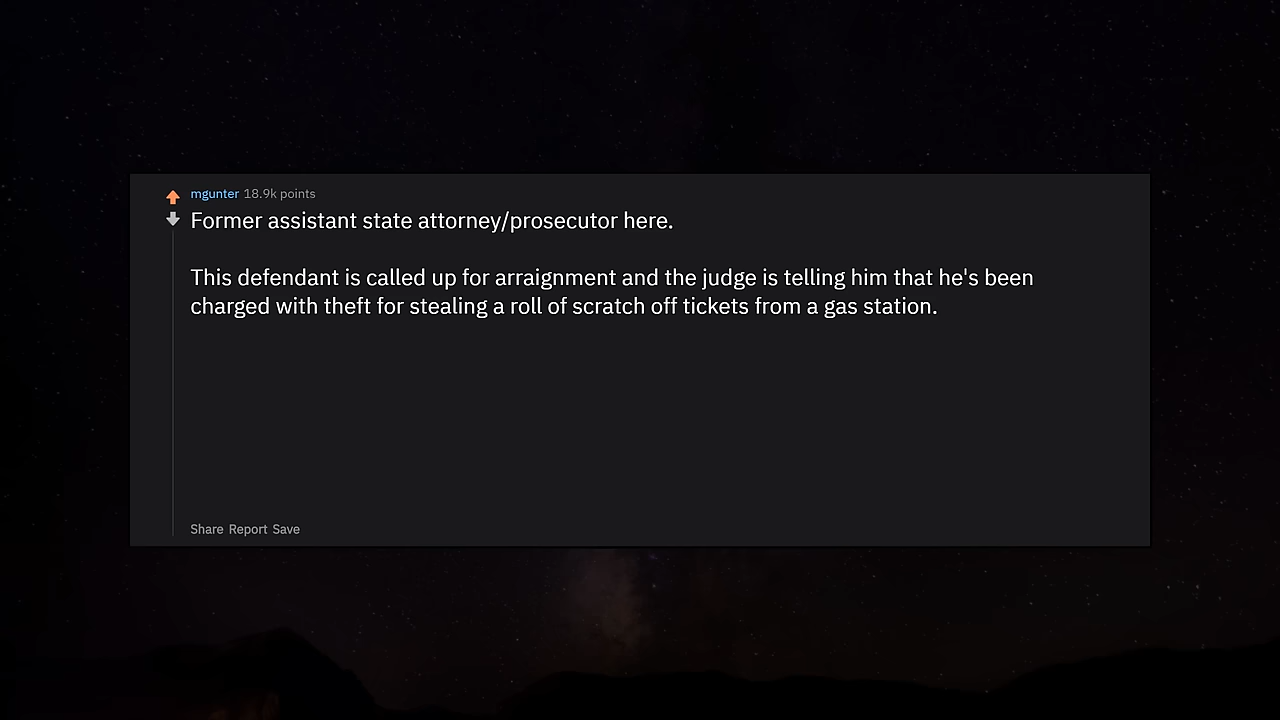 mgunter 18.9k points
Former assistant state attorney/prosecutor here.
This defendant is called up for arraignment and the judge is telling him that he's been
charged with theft for stealing a roll of scratch off tickets from a gas station.
Share Report Save